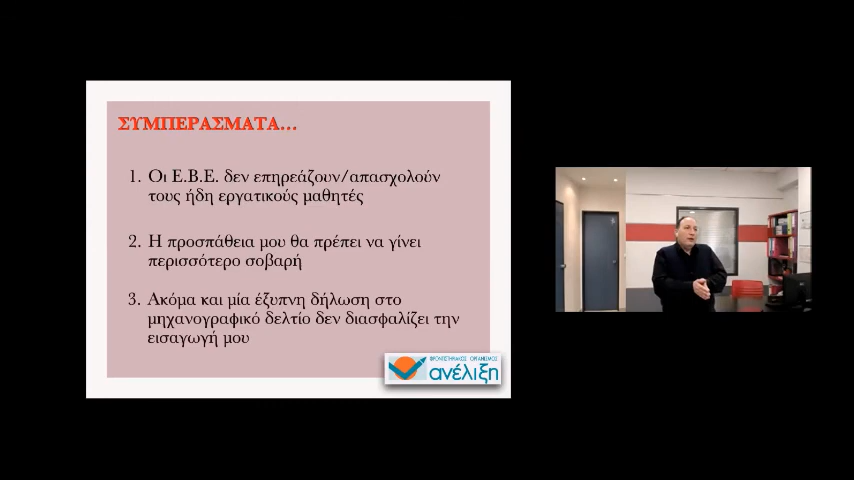 ΣΥΜΠΕΡΑΣΜΑΤΑ...
1. Οι Ε.Β.Ε. δεν επηρεάζουν/απασχολούν
τους ήδη εργατικούς μαθητές
2. Η προσπάθεια μου θα πρέπει να γίνει
περισσότερο σοβαρή
3. Ακόμα και μία έξυπνη δήλωση στο
μηχανογραφικό δελτίο δεν διασφαλίζει την
εισαγωγή μου
ΦΡΟΝΤΙΣΤΗΡΙΑΚΟΣ ΟΡΓΑΝΙΣΜΟΣ
ανέλιξη